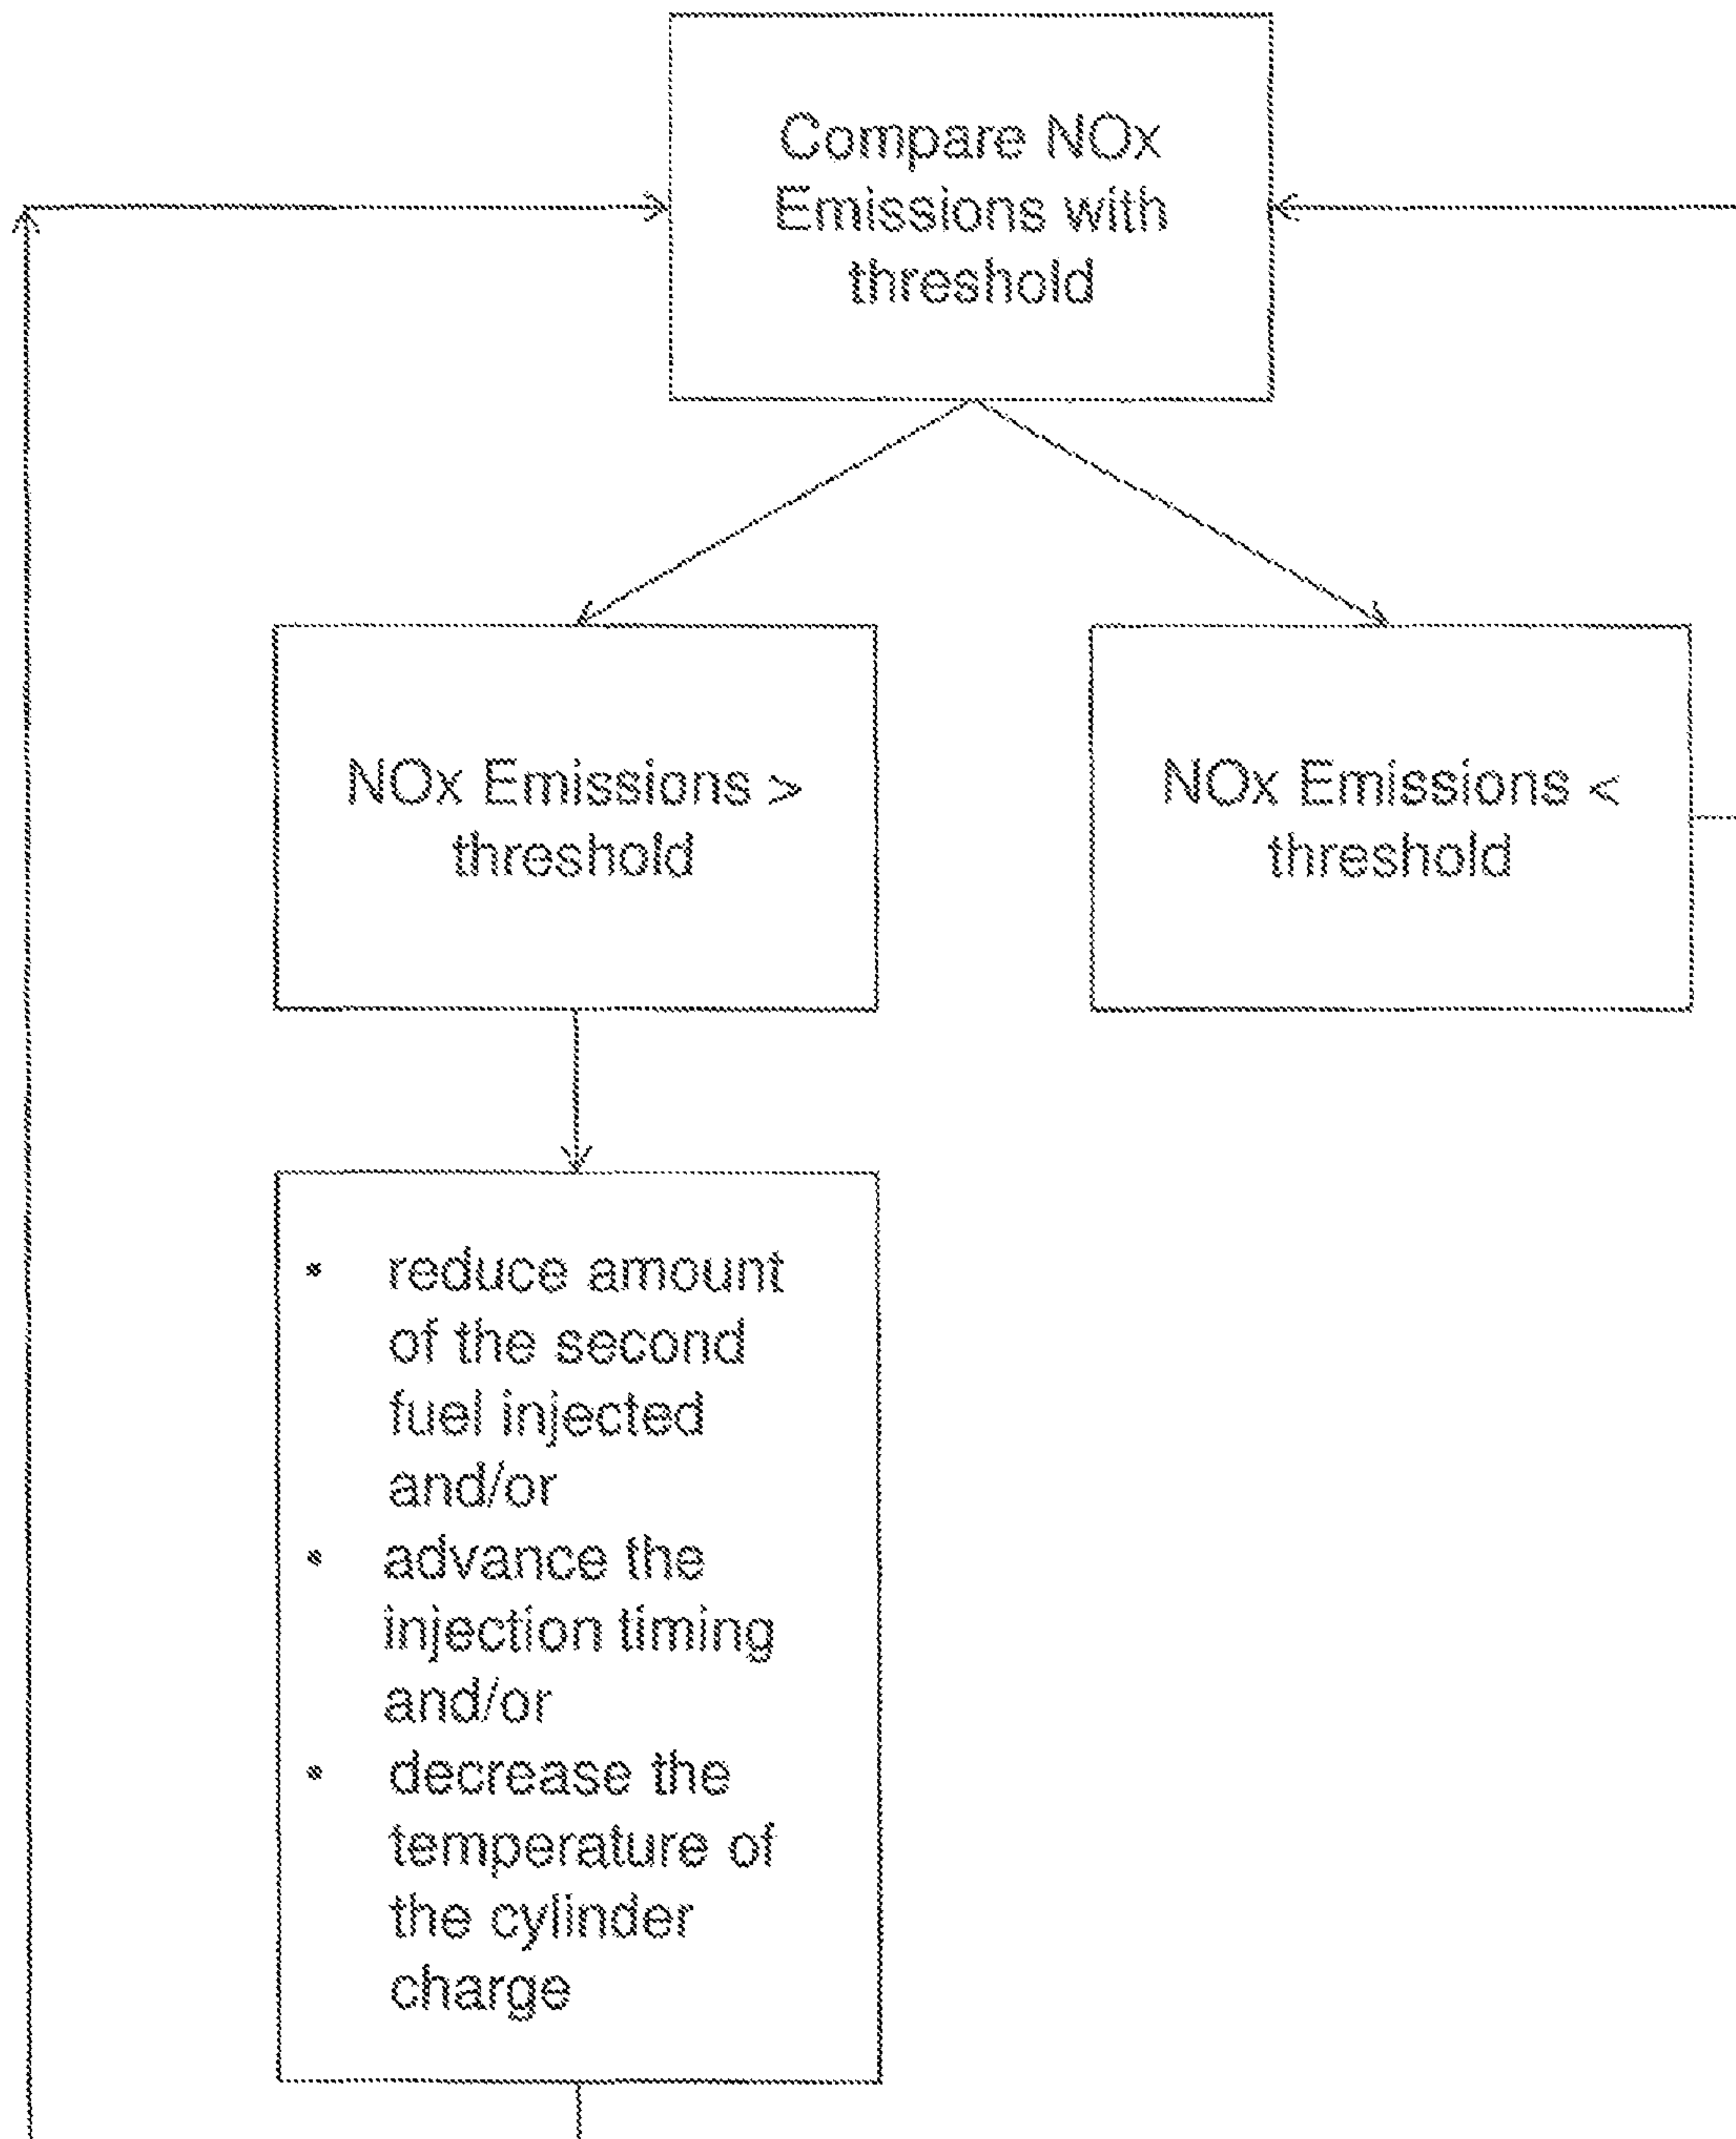 Compare NOx
Emissions with
threshold
NOx Emissions >
threshold
NOx Emissions <
threshold
• reduce amount
of the second
fuel injected
and/or
• advance the
injection timing
and/or
• decrease the
temperature of
the cylinder
charge